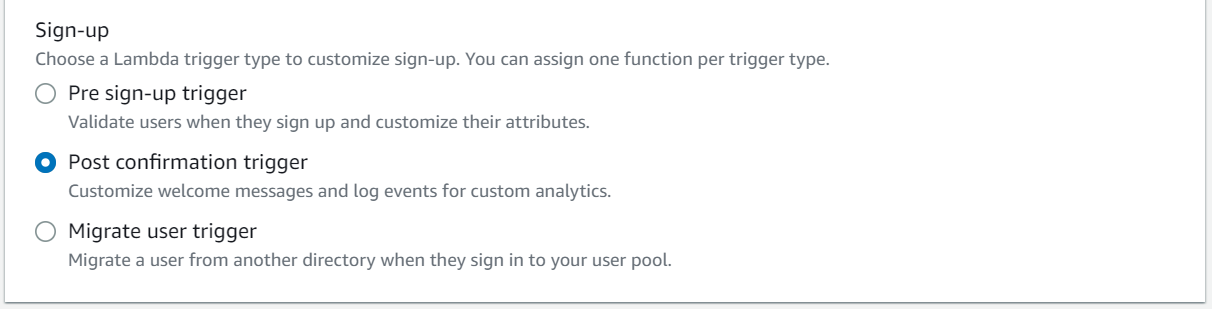 Sign-up
Choose a Lambda trigger type to customize sign-up. You can assign one function per trigger type.
Pre sign-up trigger
Validate users when they sign up and customize their attributes.
Post confirmation trigger
Customize welcome messages and log events for custom analytics.
Migrate user trigger
Migrate a user from another directory when they sign in to your user pool.